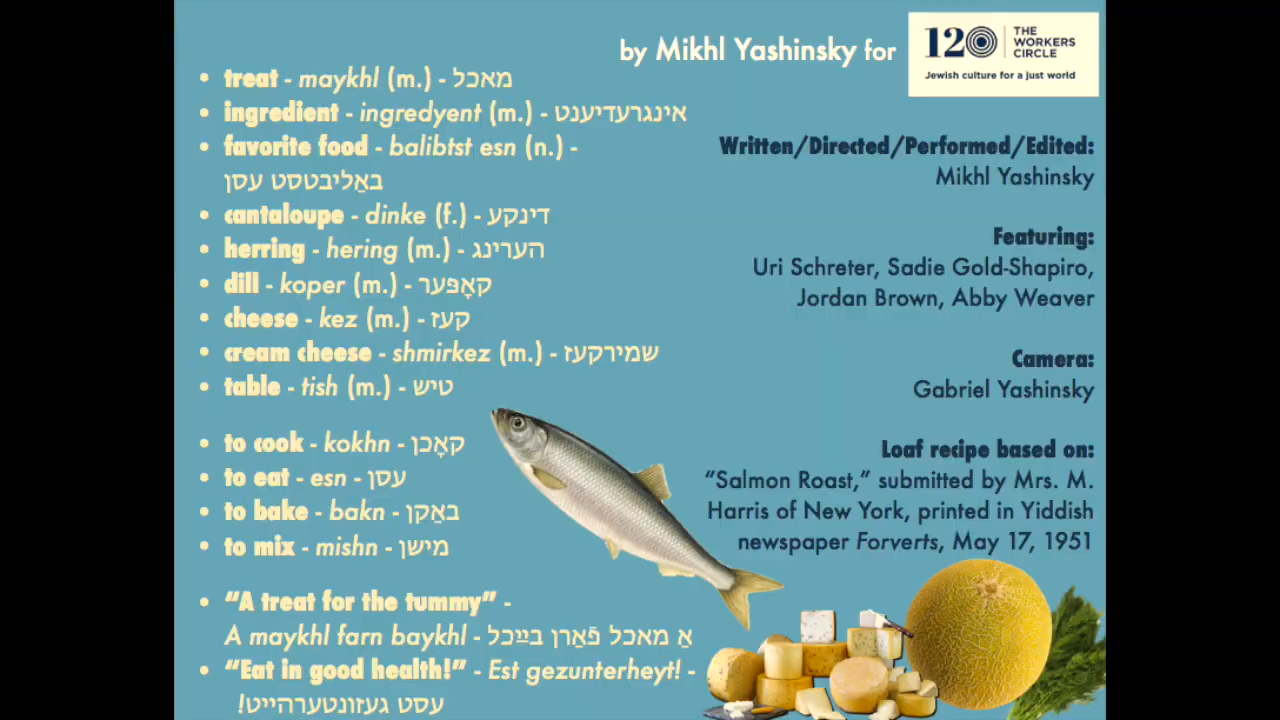 by Mikhl Yashinsky for
120 THE
WORKERS
CIRCLE
Jewish culture for a just world
• treat - maykhl (m.) - מאכל
• ingredient - ingredyent (m.) - אינגרעדיענט
• favorite food - balibtst esn (n.) -
באַליבטסט עסן
• cantaloupe - dinke (f.) - דינקע
• herring - hering (m.) - הערינג
• dill - koper (m.) - קאָפּער
• cheese - kez (m.) - קעז
• cream cheese - shmirkez (m.) - שמירקעז
• table - tish (m.) - טיש
• to cook - kokhn - קאָכן
• to eat - esn - עסן
• to bake - bakn - באַקן
• to mix - mishn - מישן
• “A treat for the tummy” -
A maykhl farn baykhl - אַ מאכל פֿאַרן בײַכל
• “Eat in good health!” - Est gezunterheyt! -
עסט געזונטערהייט!
Written/Directed/Performed/Edited:
Mikhl Yashinsky
Featuring:
Uri Schreter, Sadie Gold-Shapiro,
Jordan Brown, Abby Weaver
Camera:
Gabriel Yashinsky
Loaf recipe based on:
“Salmon Roast,” submitted by Mrs. M.
Harris of New York, printed in Yiddish
newspaper Forverts, May 17, 1951